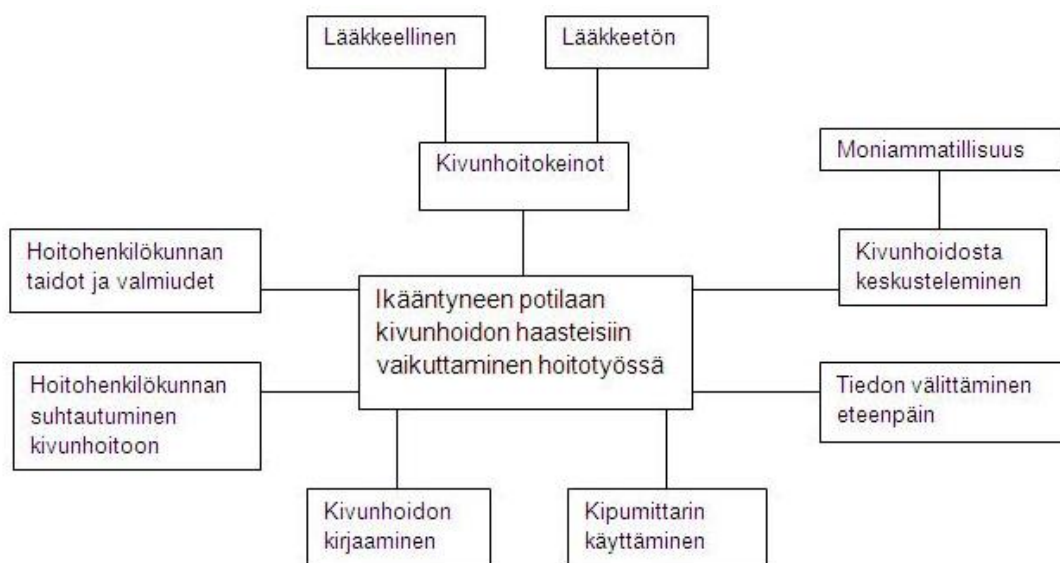 Lääkkeellinen
Lääkkeetön
Kivunhoitokeinot
Moniammatillisuus
Hoitohenkilökunnan
taidot ja valmiudet
Kivunhoidosta
keskusteleminen
Ikääntyneen potilaan
kivunhoidon haasteisiin
vaikuttaminen hoitotyössä
Hoitohenkilökunnan
suhtautuminen
kivunhoitoon
Tiedon välittäminen
eteenpäin
Kivunhoidon
kirjaaminen
Kipumittarin
käyttäminen